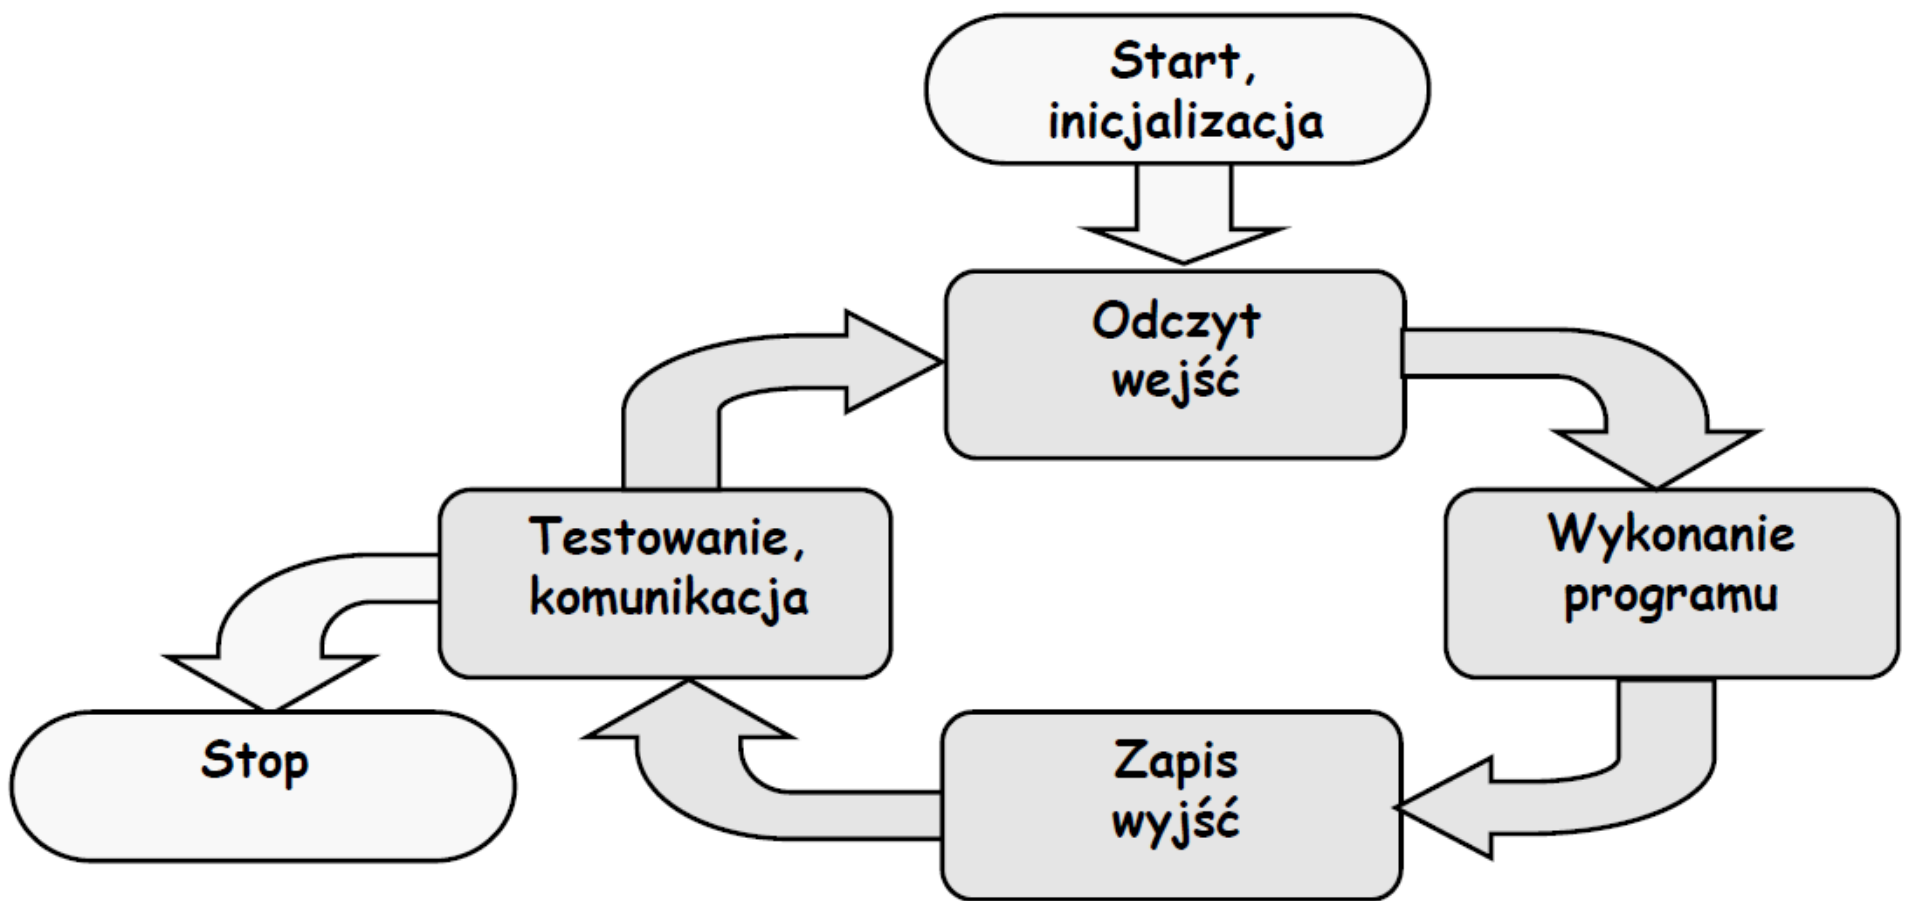 Start,
inicjalizacja
Odczyt
wejść
Wykonanie
programu
Zapis
wyjść
Testowanie,
komunikacja
Stop